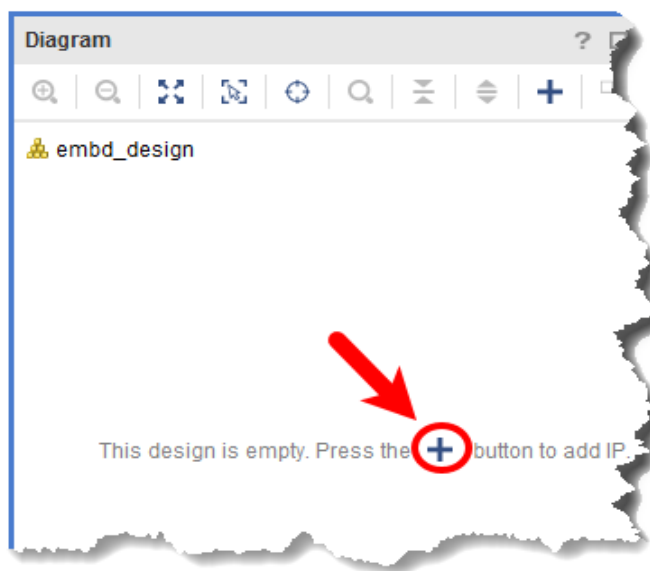 Diagram
?
embd_design
This design is empty. Press the + button to add IP.